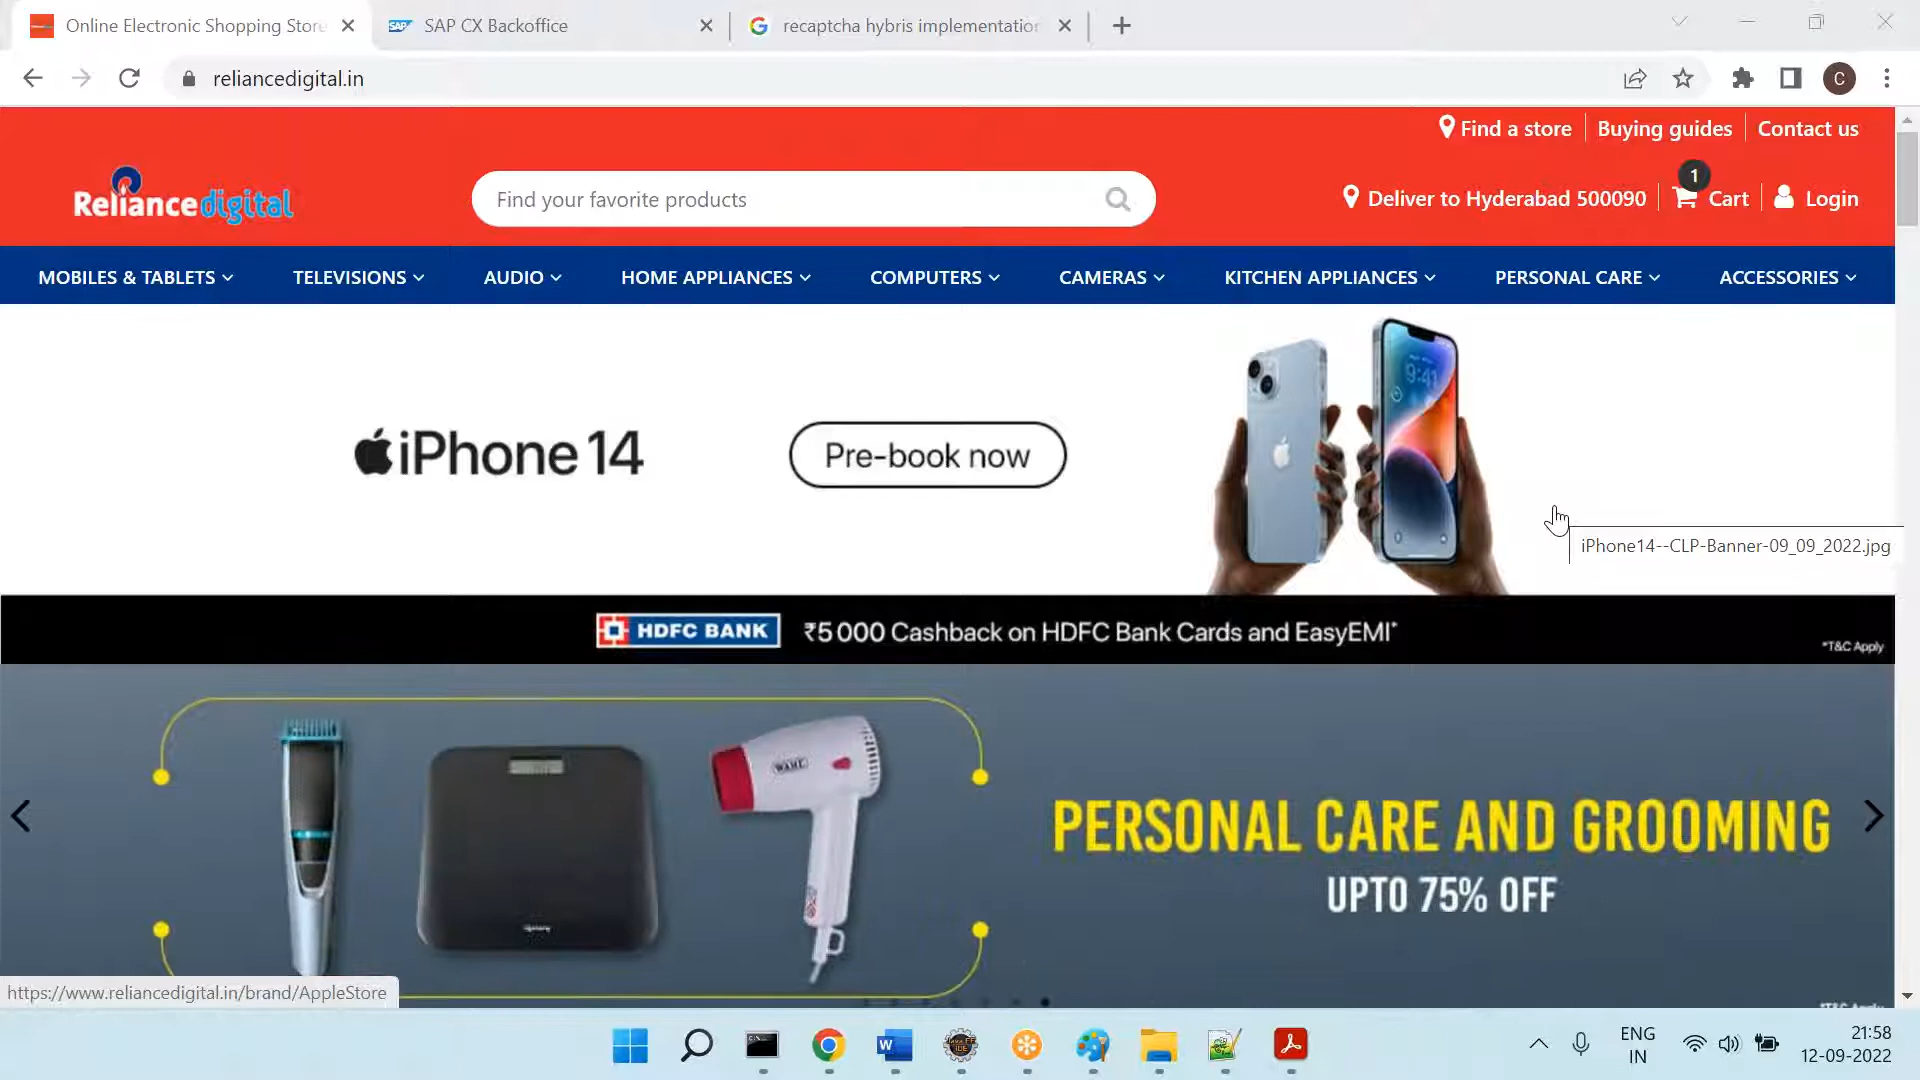 Online Electronic Shopping Store
SAP CX Backoffice
recaptcha hybris implementation
reliancedigital.in
C
Find a store
Buying guides
Contact us
Reliance digital
Find your favorite products
Deliver to Hyderabad 500090
1
Cart
Login
MOBILES & TABLETS
TELEVISIONS
AUDIO
HOME APPLIANCES
COMPUTERS
CAMERAS
KITCHEN APPLIANCES
PERSONAL CARE
ACCESSORIES
iPhone 14
Pre-book now
9:41
iPhone14--CLP-Banner-09_09_2022.jpg
HDFC BANK
₹5000 Cashback on HDFC Bank Cards and EasyEMI*
*T&C Apply
WAHL
PERSONAL CARE AND GROOMING
UPTO 75% OFF
*T&C Apply
https://www.reliancedigital.in/brand/AppleStore
ENG
IN
21:58
12-09-2022